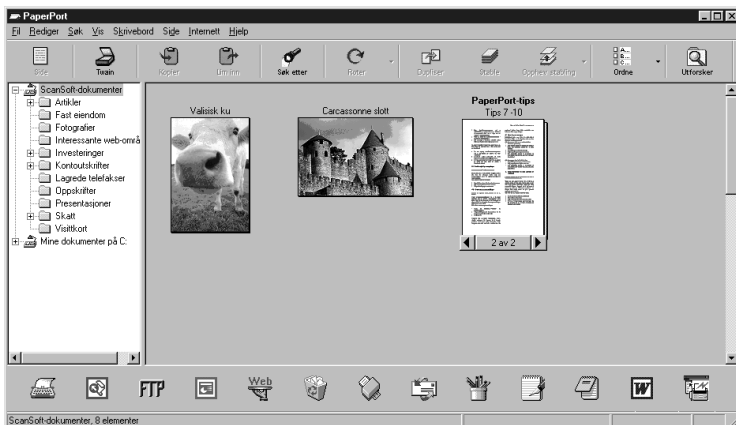 PaperPort
Fil Rediger Søk Vis Skrivebord Side Internett Hjelp
Side Twain Kopier Lim inn Søk etter Roter Dupliser Stable Opphev stabling Ordne Utforsker
ScanSoft-dokumenter
Artikler
Fast eiendom
Fotografier
Interessante web-områ
Investeringer
Kontoutskrifter
Lagrede telefakser
Oppskrifter
Presentasjoner
Skatt
Visittkort
Mine dokumenter på C:
Valisisk ku
Carcassonne slott
PaperPort-tips
Tips 7 -10
2 av 2
FTP
Web
W
ScanSoft-dokumenter, 8 elementer